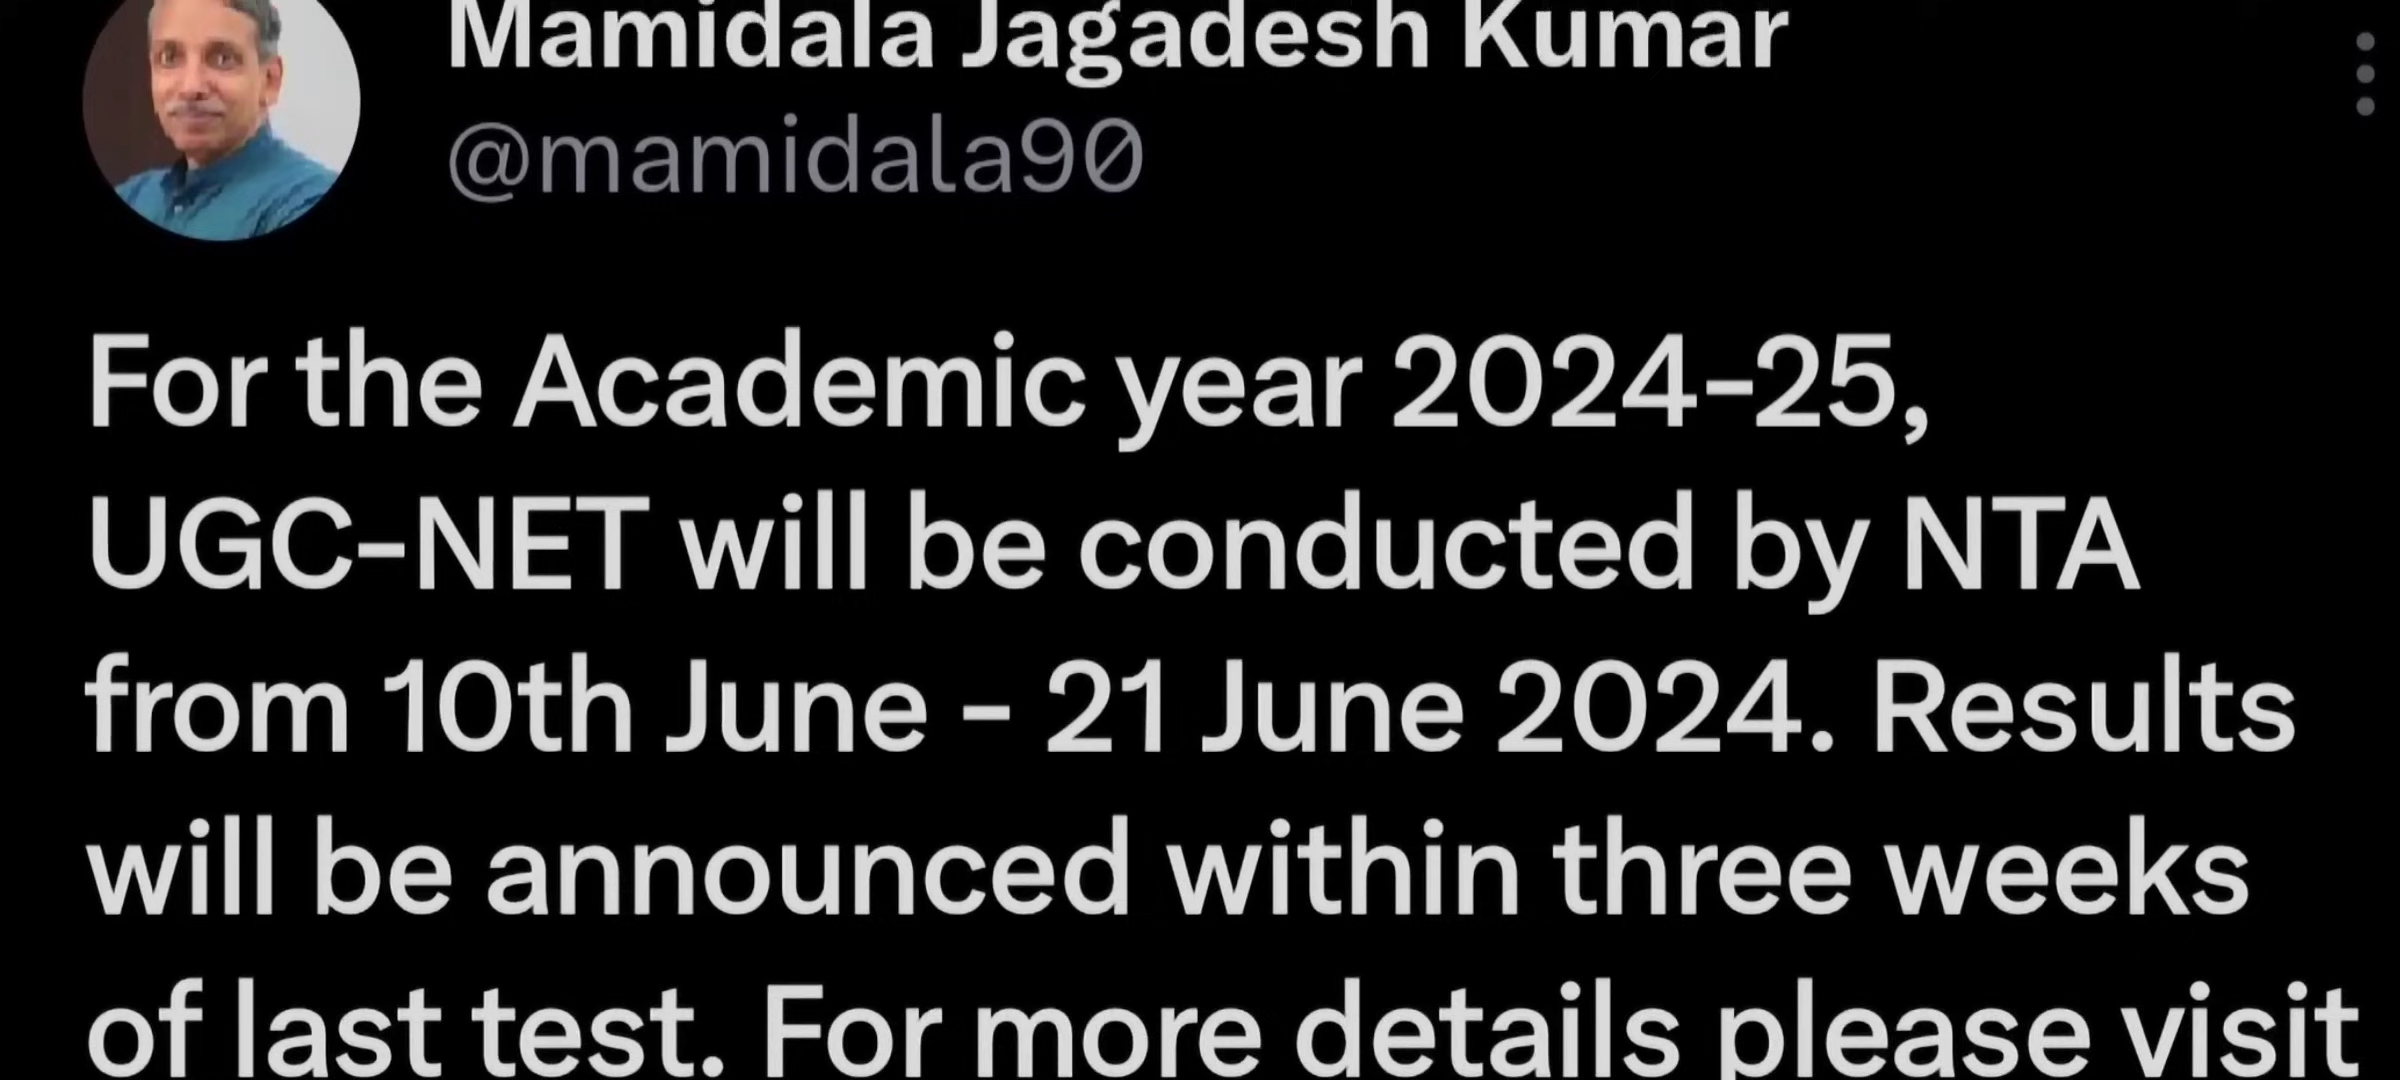 Mamidala Jagadesh Kumar
@mamidala90
For the Academic year 2024-25,
UGC-NET will be conducted by NTA
from 10th June - 21 June 2024. Results
will be announced within three weeks
of last test. For more details please visit